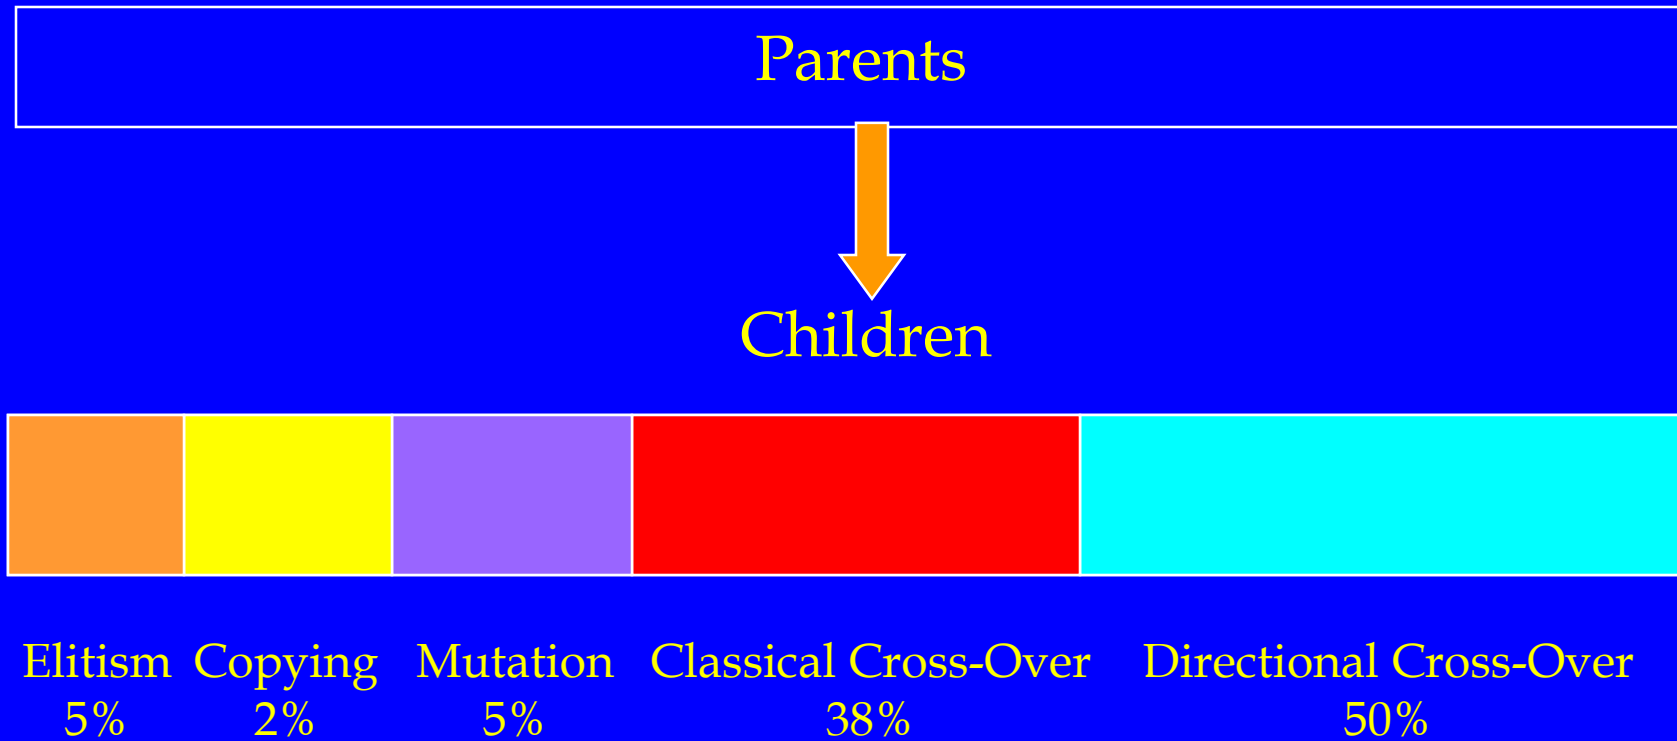 Parents
Children
Elitism Copying Mutation Classical Cross-Over Directional Cross-Over
5% 2% 5% 38% 50%